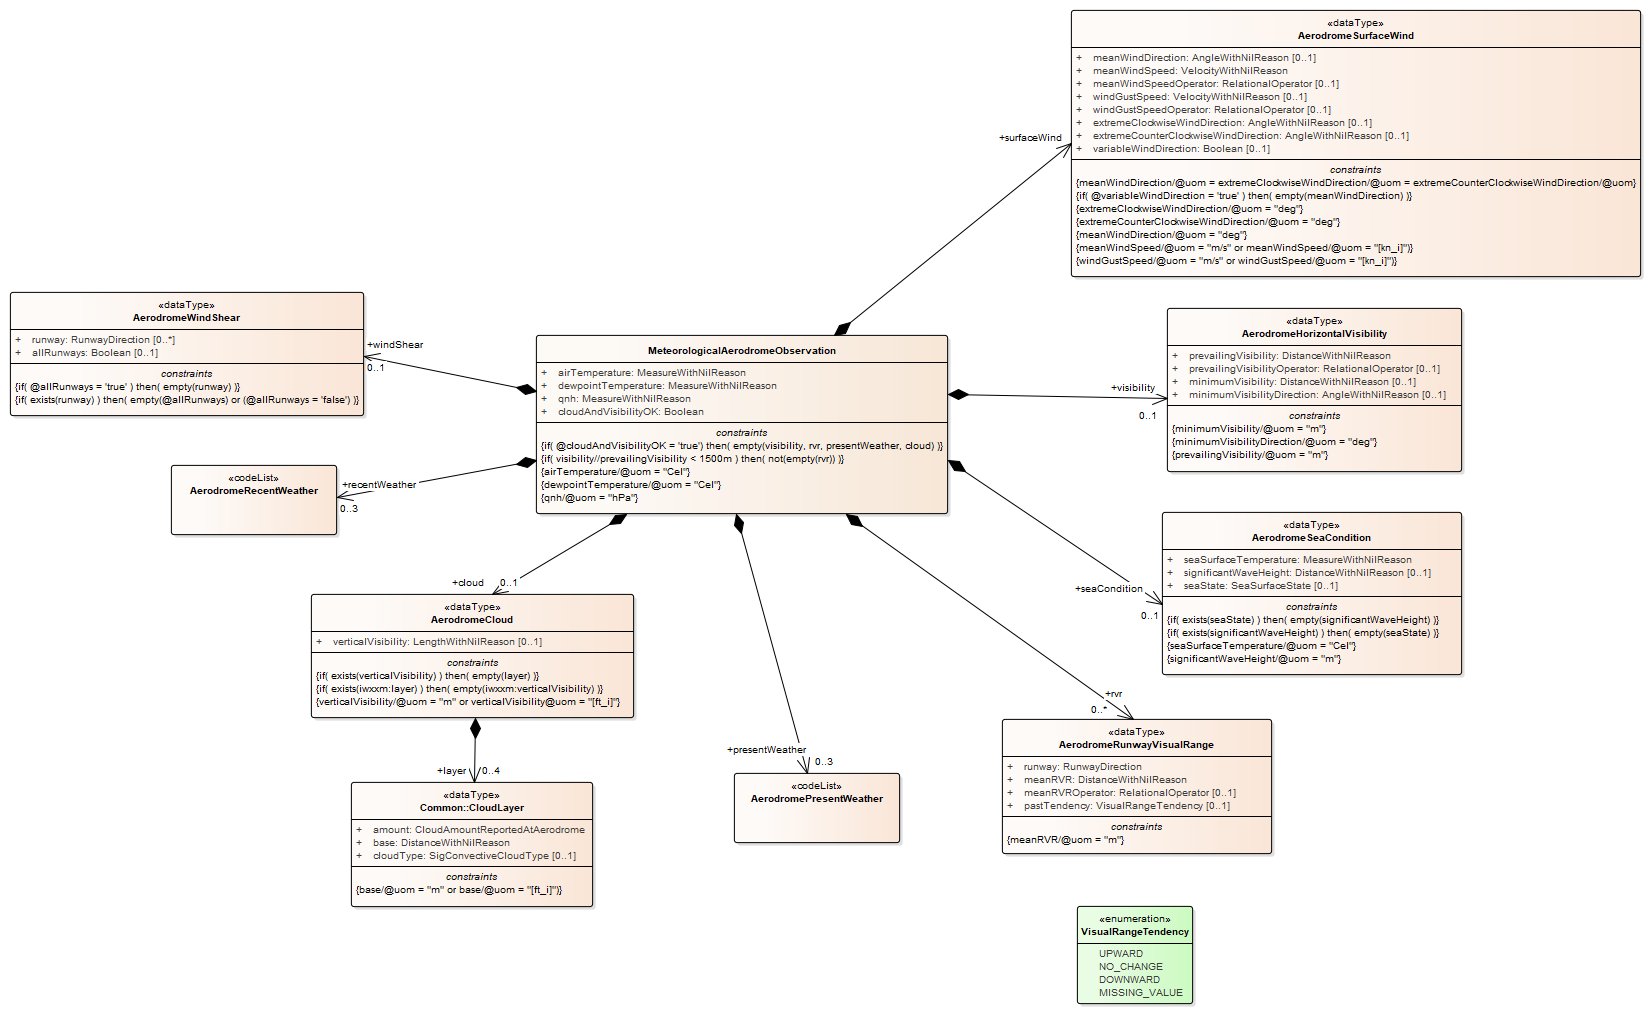 «dataType»
AerodromeSurfaceWind
+ meanWindDirection: AngleWithNilReason [0..1]
+ meanWindSpeed: VelocityWithNilReason
+ meanWindSpeedOperator: RelationalOperator [0..1]
+ windGustSpeed: VelocityWithNilReason [0..1]
+ windGustSpeedOperator: RelationalOperator [0..1]
+ extremeClockwiseWindDirection: AngleWithNilReason [0..1]
+ extremeCounterClockwiseWindDirection: AngleWithNilReason [0..1]
+ variableWindDirection: Boolean [0..1]
constraints
{meanWindDirection/@uom = extremeClockwiseWindDirection/@uom = extremeCounterClockwiseWindDirection/@uom}
{if( @variableWindDirection = 'true' ) then( empty(meanWindDirection) )}
{extremeClockwiseWindDirection/@uom = "deg"}
{extremeCounterClockwiseWindDirection/@uom = "deg"}
{meanWindDirection/@uom = "deg"}
{meanWindSpeed/@uom = "m/s" or meanWindSpeed/@uom = "[kn_i]")}
{windGustSpeed/@uom = "m/s" or windGustSpeed/@uom = "[kn_i]")}
+surfaceWind
«dataType»
AerodromeWindShear
+ runway: RunwayDirection [0..*]
+ allRunways: Boolean [0..1]
constraints
{if( @allRunways = 'true' ) then( empty(runway) )}
{if( exists(runway) ) then( empty(@allRunways) or (@allRunways = 'false') )}
+windShear
0..1
MeteorologicalAerodromeObservation
+ airTemperature: MeasureWithNilReason
+ dewpointTemperature: MeasureWithNilReason
+ qnh: MeasureWithNilReason
+ cloudAndVisibilityOK: Boolean
constraints
{if( @cloudAndVisibilityOK = 'true') then( empty(visibility, rvr, presentWeather, cloud) )}
{if( visibility//prevailingVisibility < 1500m ) then( not(empty(rvr)) )}
{airTemperature/@uom = "Cel"}
{dewpointTemperature/@uom = "Cel"}
{qnh/@uom = "hPa"}
+visibility
0..1
«dataType»
AerodromeHorizontalVisibility
+ prevailingVisibility: DistanceWithNilReason
+ prevailingVisibilityOperator: RelationalOperator [0..1]
+ minimumVisibility: DistanceWithNilReason [0..1]
+ minimumVisibilityDirection: AngleWithNilReason [0..1]
constraints
{minimumVisibility/@uom = "m"}
{minimumVisibilityDirection/@uom = "deg"}
{prevailingVisibility/@uom = "m"}
«codeList»
AerodromeRecentWeather
+recentWeather
0..3
«dataType»
AerodromeSeaCondition
+ seaSurfaceTemperature: MeasureWithNilReason
+ significantWaveHeight: DistanceWithNilReason [0..1]
+ seaState: SeaSurfaceState [0..1]
constraints
{if( exists(seaState) ) then( empty(significantWaveHeight) )}
{if( exists(significantWaveHeight) ) then( empty(seaState) )}
{seaSurfaceTemperature/@uom = "Cel"}
{significantWaveHeight/@uom = "m"}
+seaCondition
0..1
+cloud 0..1
«dataType»
AerodromeCloud
+ verticalVisibility: LengthWithNilReason [0..1]
constraints
{if( exists(verticalVisibility) ) then( empty(layer) )}
{if( exists(iwxxm:layer) ) then( empty(iwxxm:verticalVisibility) )}
{verticalVisibility/@uom = "m" or verticalVisibility@uom = "[ft_i]"}
+layer 0..4
«dataType»
Common::CloudLayer
+ amount: CloudAmountReportedAtAerodrome
+ base: DistanceWithNilReason
+ cloudType: SigConvectiveCloudType [0..1]
constraints
{base/@uom = "m" or base/@uom = "[ft_i]")}
+presentWeather
0..3
«codeList»
AerodromePresentWeather
+rvr
0..*
«dataType»
AerodromeRunwayVisualRange
+ runway: RunwayDirection
+ meanRVR: DistanceWithNilReason
+ meanRVROperator: RelationalOperator [0..1]
+ pastTendency: VisualRangeTendency [0..1]
constraints
{meanRVR/@uom = "m"}
«enumeration»
VisualRangeTendency
UPWARD
NO_CHANGE
DOWNWARD
MISSING_VALUE